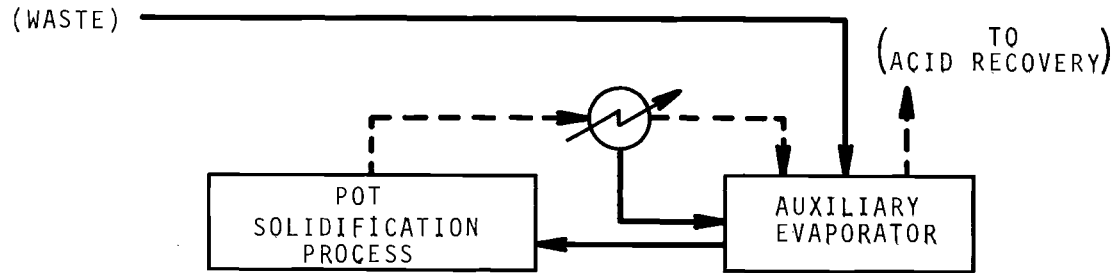 (WASTE)
(TO
ACID RECOVERY)
POT
SOLIDIFICATION
PROCESS
AUXILIARY
EVAPORATOR